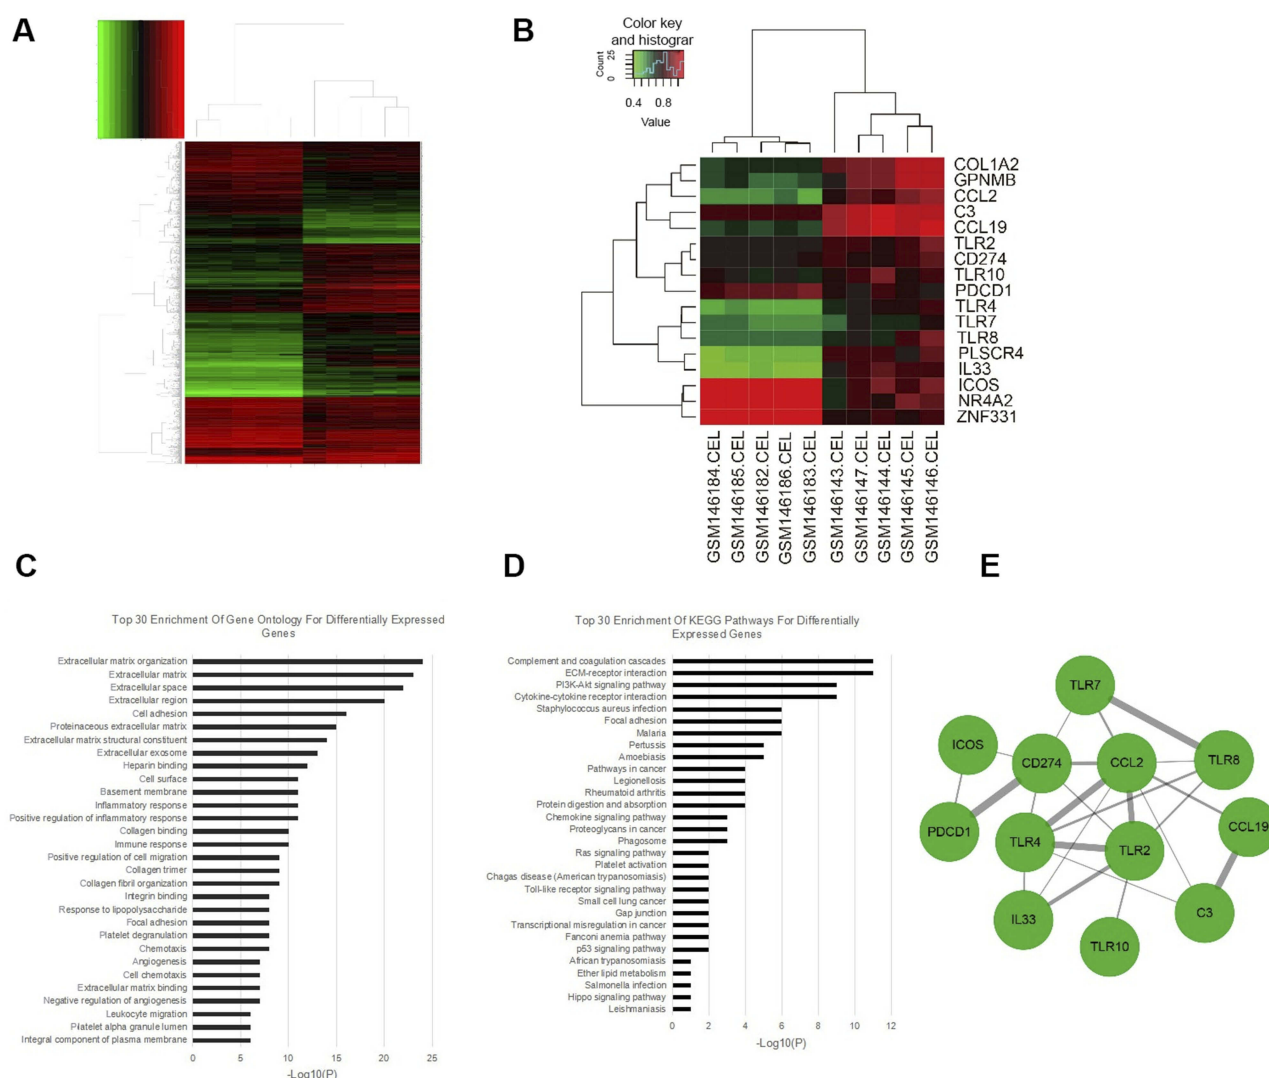 A
B
Color key
and histograr
Count
25
0
0.4 0.8
Value
COL1A2
GPNMB
CCL2
C3
CCL19
TLR2
CD274
TLR10
PDCD1
TLR4
TLR7
TLR8
PLSCR4
IL33
ICOS
NR4A2
ZNF331
GSM146184.CEL
GSM146185.CEL
GSM146182.CEL
GSM146186.CEL
GSM146183.CEL
GSM146143.CEL
GSM146147.CEL
GSM146144.CEL
GSM146145.CEL
GSM146146.CEL
C
Top 30 Enrichment Of Gene Ontology For Differentially Expressed
Genes
Extracellular matrix organization
Extracellular matrix
Extracellular space
Extracellular region
Cell adhesion
Proteinaceous extracellular matrix
Extracellular matrix structural constituent
Extracellular exosome
Heparin binding
Cell surface
Basement membrane
Inflammatory response
Positive regulation of inflammatory response
Collagen binding
Immune response
Positive regulation of cell migration
Collagen trimer
Collagen fibril organization
Integrin binding
Response to lipopolysaccharide
Focal adhesion
Platelet degranulation
Chemotaxis
Angiogenesis
Cell chemotaxis
Extracellular matrix binding
Negative regulation of angiogenesis
Leukocyte migration
Platelet alpha granule lumen
Integral component of plasma membrane
0 5 10 15 20 25
-Log10(P)
D
Top 30 Enrichment Of KEGG Pathways For Differentially
Expressed Genes
Complement and coagulation cascades
ECM-receptor interaction
PI3K-Akt signaling pathway
Cytokine-cytokine receptor interaction
Staphylococcus aureus infection
Focal adhesion
Malaria
Pertussis
Amoebiasis
Pathways in cancer
Legionellosis
Rheumatoid arthritis
Protein digestion and absorption
Chemokine signaling pathway
Proteoglycans in cancer
Phagosome
Ras signaling pathway
Platelet activation
Chagas disease (American trypanosomiasis)
Toll-like receptor signaling pathway
Small cell lung cancer
Gap junction
Transcriptional misregulation in cancer
Fanconi anemia pathway
p53 signaling pathway
African trypanosomiasis
Ether lipid metabolism
Salmonella infection
Hippo signaling pathway
Leishmaniasis
0 2 4 6 8 10 12
-Log10(P)
E
TLR7
ICOS
CD274
CCL2
TLR8
PDCD1
TLR4
TLR2
CCL19
IL33
TLR10
C3